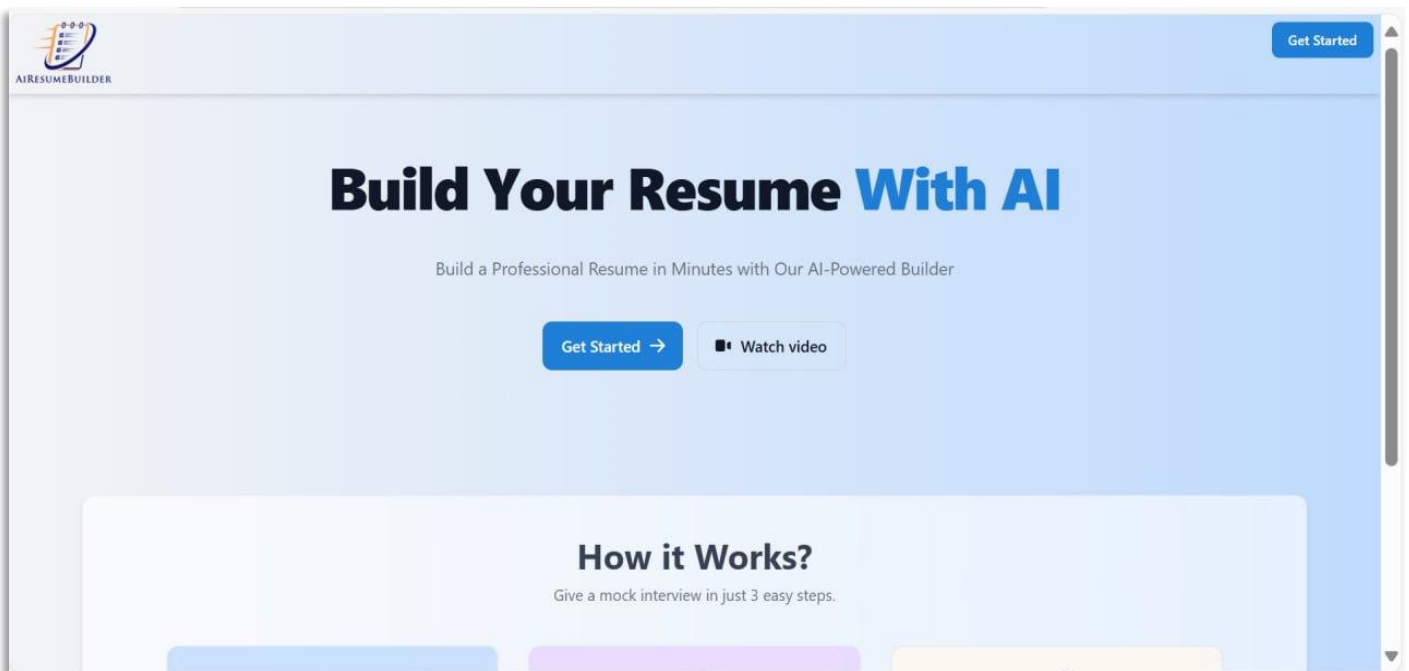 AIRESUMEBUILDER
Get Started
Build Your Resume With AI
Build a Professional Resume in Minutes with Our AI-Powered Builder
Get Started →
Watch video
How it Works?
Give a mock interview in just 3 easy steps.